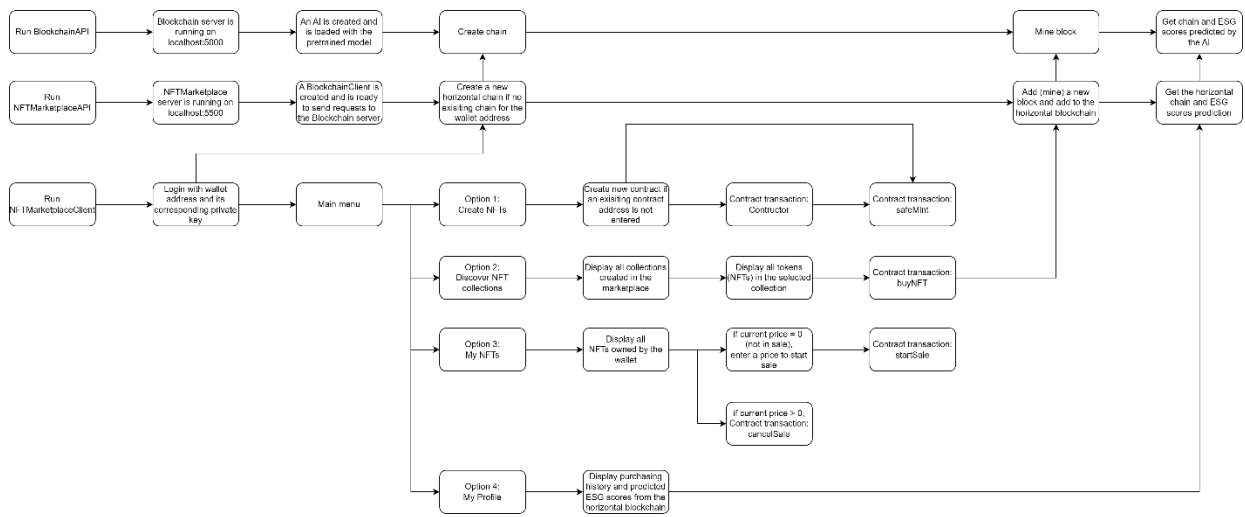 Run BlockchainAPI
Blockchain server is
running on
localhost:5000
An AI is created and
is loaded with the
pretrained model
Create chain
Mine block
Get chain and ESG
scores predicted by
the AI
Run
NFTMarketplaceAPI
NFTMarketplace
server is running on
localhost:5500
A BlockchainClient is
created and is ready
to send requests to
the Blockchain server
Create a new
horizontal chain if no
exisiting chain for the
wallet address
Add (mine) a new
block and add to the
horizontal blockchain
Get the horizontal
chain and ESG
scores prediction
Run
NFTMarketplaceClient
Login with wallet
address and its
corresponding private
key
Main menu
Option 1:
Create NFTs
Create new contract if
an exisiting contract
address is not
entered
Contract transaction:
Contructor
Contract transaction:
safeMint
Option 2:
Discover NFT
collections
Display all collections
created in the
marketplace
Display all tokens
(NFTs) in the selected
collection
Contract transaction:
buyNFT
Option 3:
My NFTs
Display all
NFTs owned by the
wallet
If current price = 0
(not in sale),
enter a price to start
sale
Contract transaction:
startSale
if current price > 0,
Contract transaction:
cancelSale
Option 4:
My Profile
Display purchasing
history and predicted
ESG scores from the
horizontal blockchain